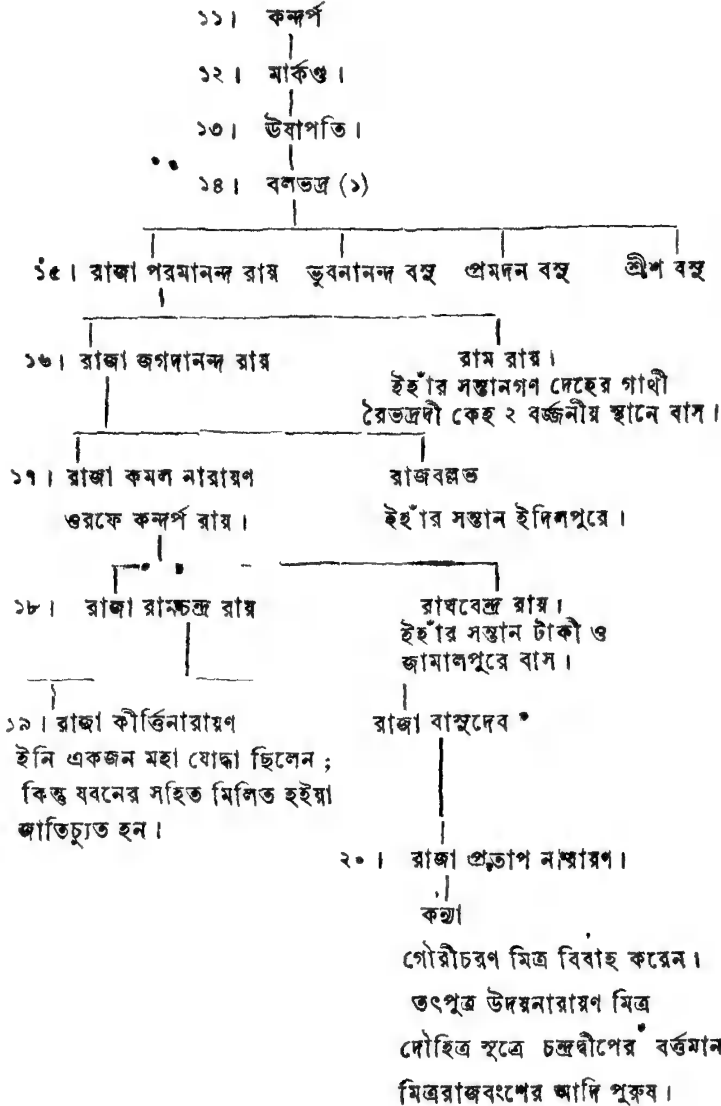 ১১। কন্দর্প
১২। মার্কণ্ড।
১৩। ঊষাপতি।
১৪। বলভদ্র (১)
১৫। রাজা পরমানন্দ রায় ভুবনানন্দ বসু প্রমদন বসু শ্রীশ বসু
১৬। রাজা জগদানন্দ রায় রাম রায়।
ইহাঁর সন্তানগণ দেহের গাথী
রৈভদ্রদী কেহ ২ বর্জ্জনীয় স্থানে বাস।
১৭। রাজা কমল নারায়ণ রাজবল্লভ
ওরফে কন্দর্প রায়। ইহাঁর সন্তান ইদিলপুরে।
১৮। রাজা রামচন্দ্র রায় রাঘবেন্দ্র রায়।
ইহাঁর সন্তান টাকী ও
জামালপুরে বাস।
১৯। রাজা কীর্ত্তিনারায়ণ রাজা বাসুদেব
ইনি একজন মহা যোদ্ধা ছিলেন;
কিন্তু যবনের সহিত মিলিত হইয়া
জাতিচ্যুত হন।
২০। রাজা প্রতাপ নারায়ণ।
কন্যা
গৌরীচরণ মিত্র বিবাহ করেন।
তৎপুত্র উদয়নারায়ণ মিত্র
দৌহিত্র সূত্রে চন্দ্রদ্বীপের বর্ত্তমান
মিত্ররাজবংশের আদি পুরুষ।